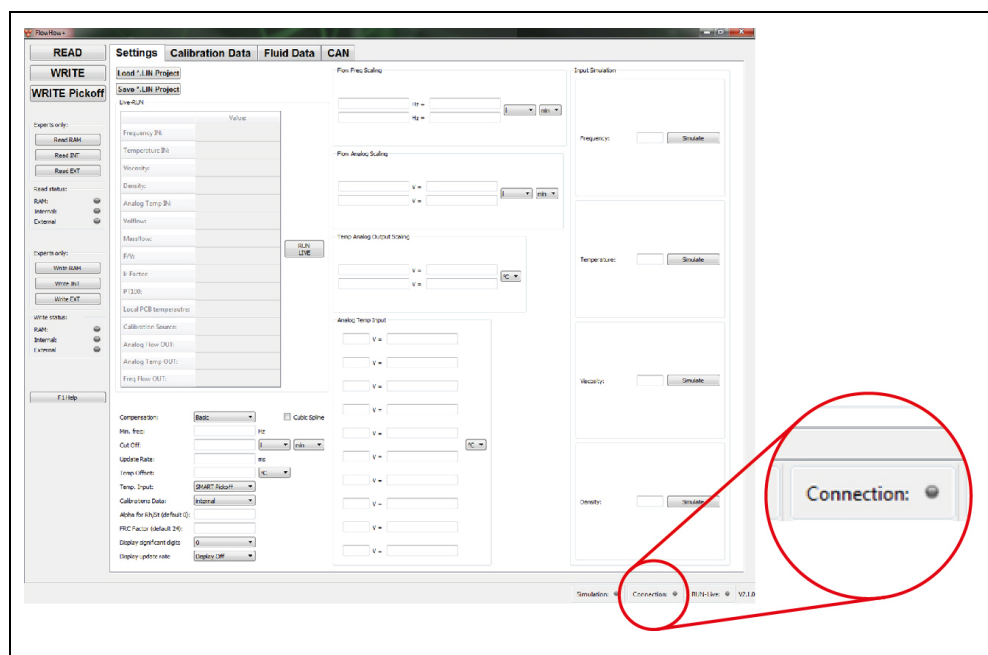 FlowHow+
READ
WRITE
WRITE Pickoff
Experts only:
Read RAM
Read INT
Read EXT
Read status:
RAM:
Internal:
External
Experts only:
Write RAM
Write INT
Write EXT
Write status:
RAM:
Internal:
External
F1 Help
Settings Calibration Data Fluid Data CAN
Load *.LIN Project
Save *.LIN Project
Live-RUN
Value:
Frequency IN:
Temperature IN:
Viscosity:
Density:
Analog Temp IN:
Volflow:
Massflow:
F/V:
K-Factor:
PT100:
Local PCB temperautre:
Calibration Source:
Analog Flow OUT:
Analog Temp OUT:
Freq Flow OUT:
RUN
LIVE
Compensation: Basic Cubic Spline
Min. freq: Hz
Cut Off: l min
Update Rate: ms
Temp Offset: °C
Temp. Input: SMART Pickoff
Calibrations Data: Internal
Alpha for Rh/St (default 0):
FRC Factor (default 24):
Display signifcant digits 0
Display update rate Display Off
Flow Freq Scaling
Hz =
Hz =
l min
Flow Analog Scaling
V =
V =
l min
Temp Analog Output Scaling
V =
V =
°C
Analog Temp Input
V =
V =
V =
V =
V =
V =
V =
V =
V =
V =
°C
Input Simulation
Frequency: Simulate
Temperature: Simulate
Viscosity: Simulate
Density: Simulate
Simulation: Connection: RUN-Live: V2.1.0
Connection: